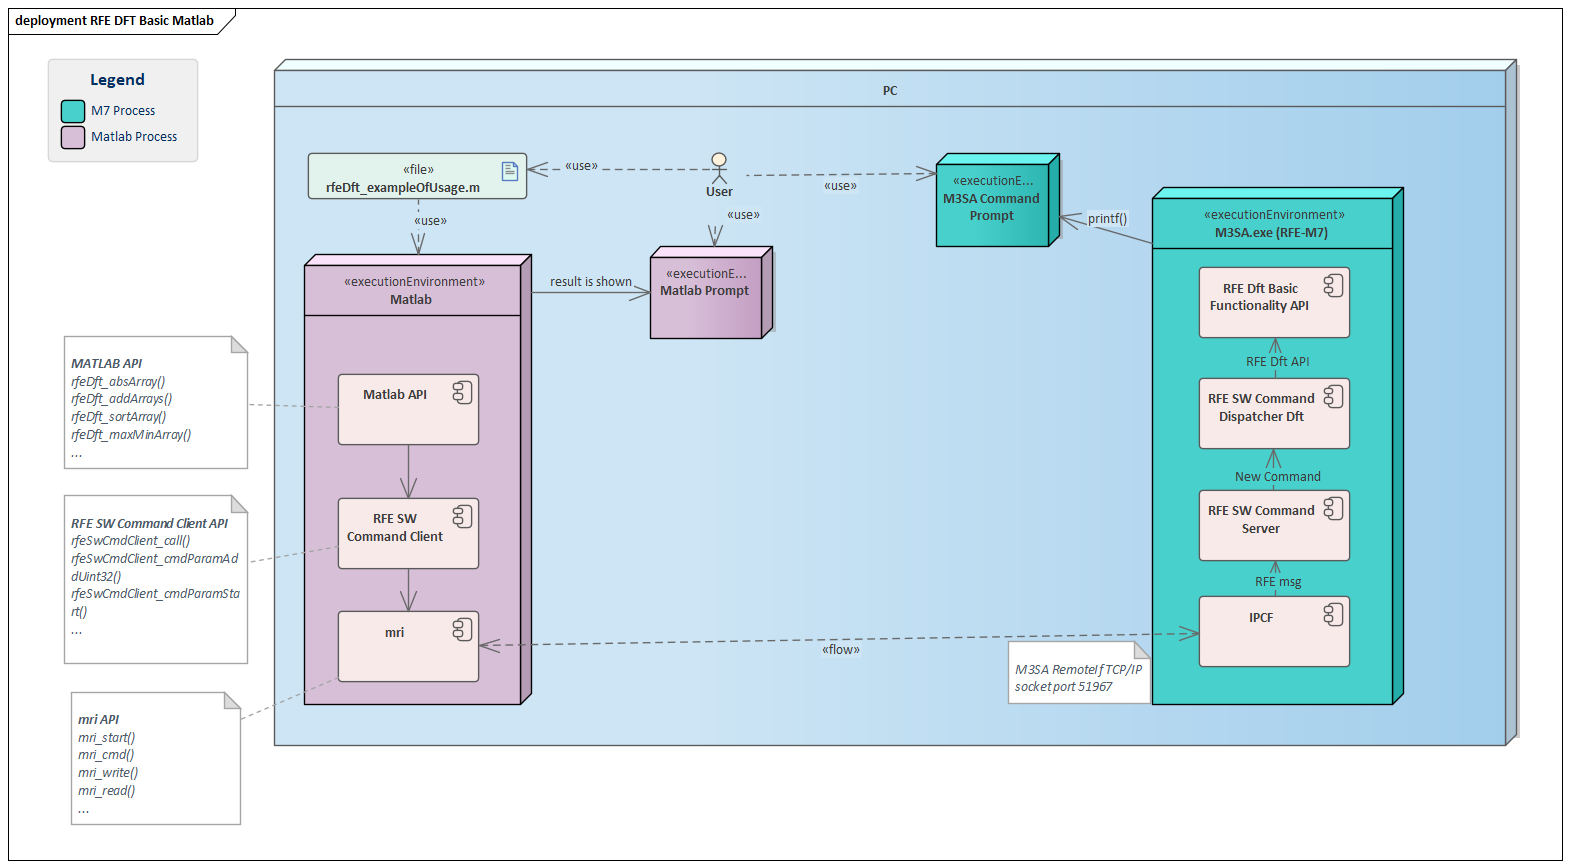 deployment RFE DFT Basic Matlab
Legend
M7 Process
Matlab Process
PC
«file»
rfeDft_exampleOfUsage.m
«use»
User
«use»
«use»
«use»
«executionE...
M3SA Command
Prompt
printf()
«executionEnvironment»
M3SA.exe (RFE-M7)
«executionEnvironment»
Matlab
result is shown
«executionE...
Matlab Prompt
RFE Dft Basic
Functionality API
RFE Dft API
RFE SW Command
Dispatcher Dft
New Command
RFE SW Command
Server
RFE msg
IPCF
MATLAB API
rfeDft_absArray()
rfeDft_addArrays()
rfeDft_sortArray()
rfeDft_maxMinArray()
...
Matlab API
RFE SW Command Client API
rfeSwCmdClient_call()
rfeSwCmdClient_cmdParamAd
dUint32()
rfeSwCmdClient_cmdParamSta
rt()
...
RFE SW
Command Client
mri
«flow»
M3SA RemoteIf TCP/IP
socket port 51967
mri API
mri_start()
mri_cmd()
mri_write()
mri_read()
...